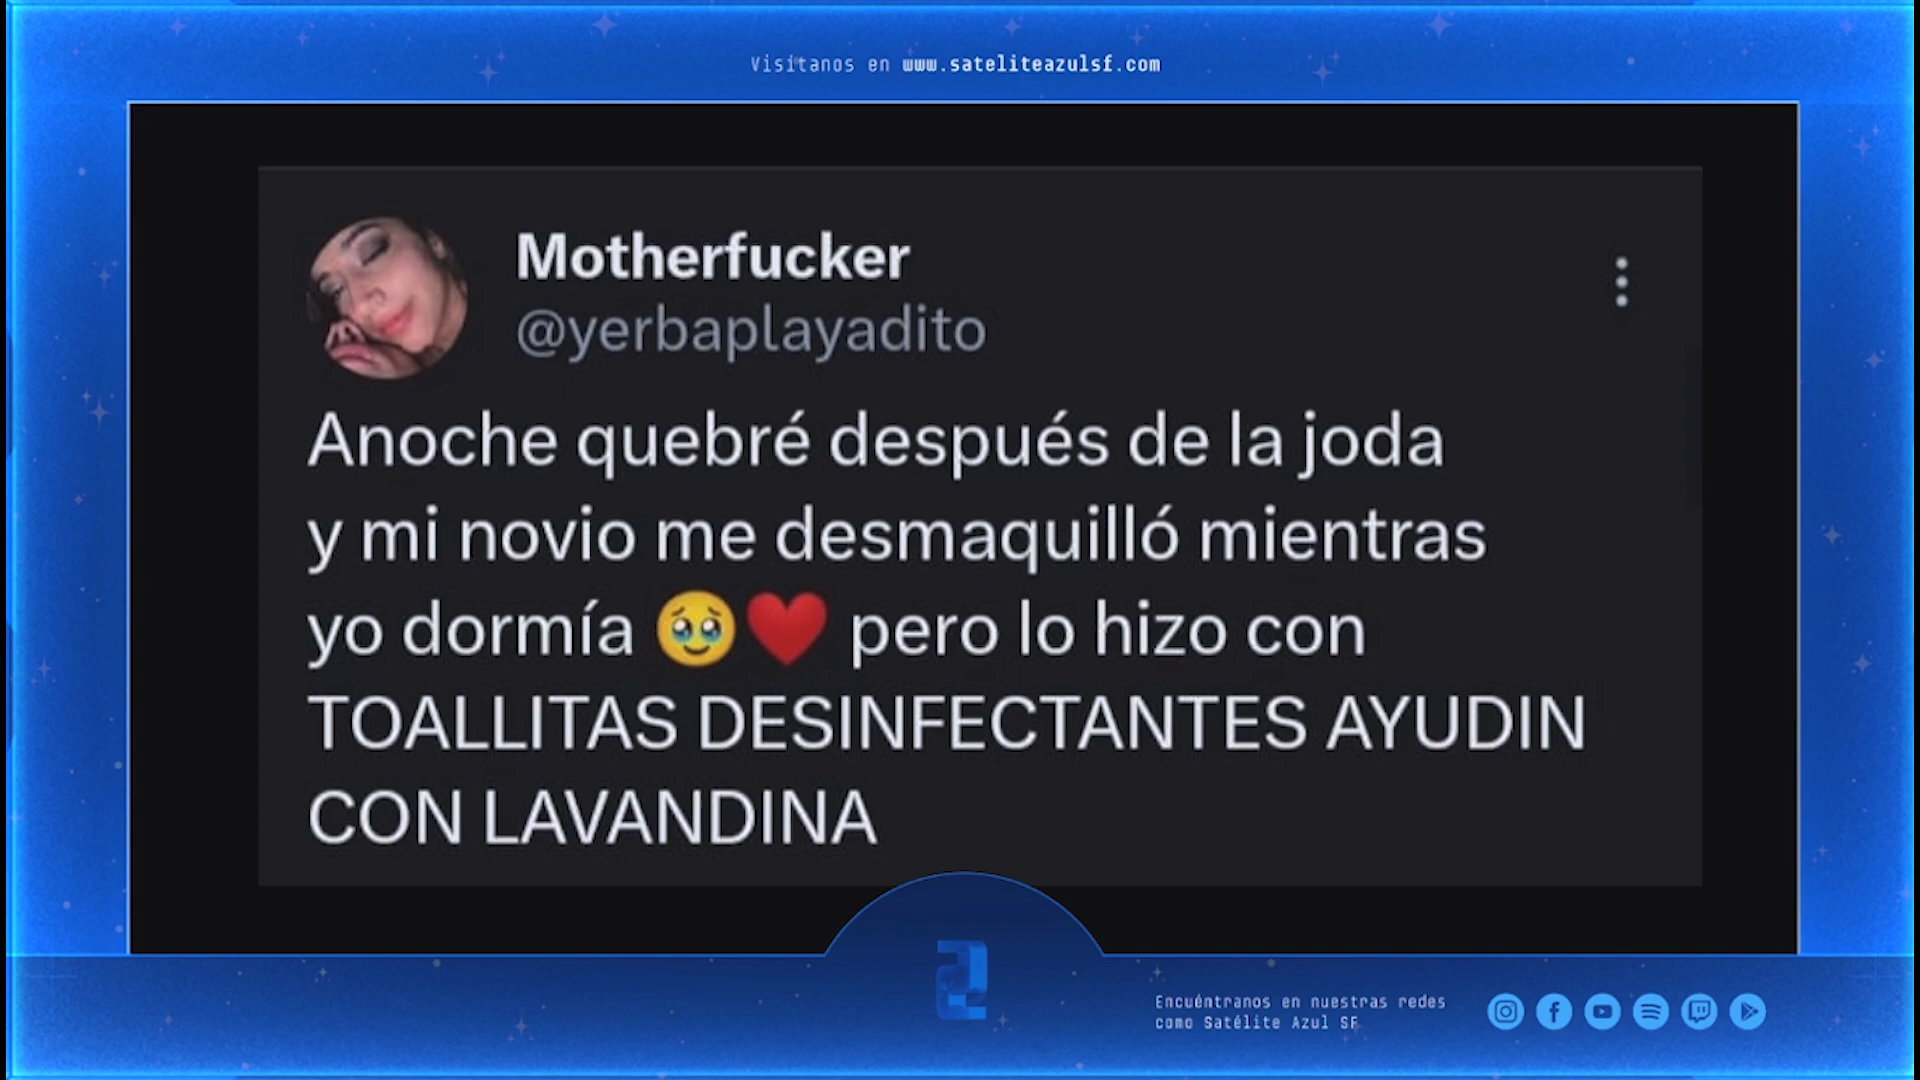 Visitanos en www.sateliteazulsf.com
Motherfucker
@yerbaplayadito
Anoche quebré después de la joda
y mi novio me desmaquilló mientras
yo dormía 🥹❤️ pero lo hizo con
TOALLITAS DESINFECTANTES AYUDIN
CON LAVANDINA
Encuéntranos en nuestras redes
como Satélite Azul SF